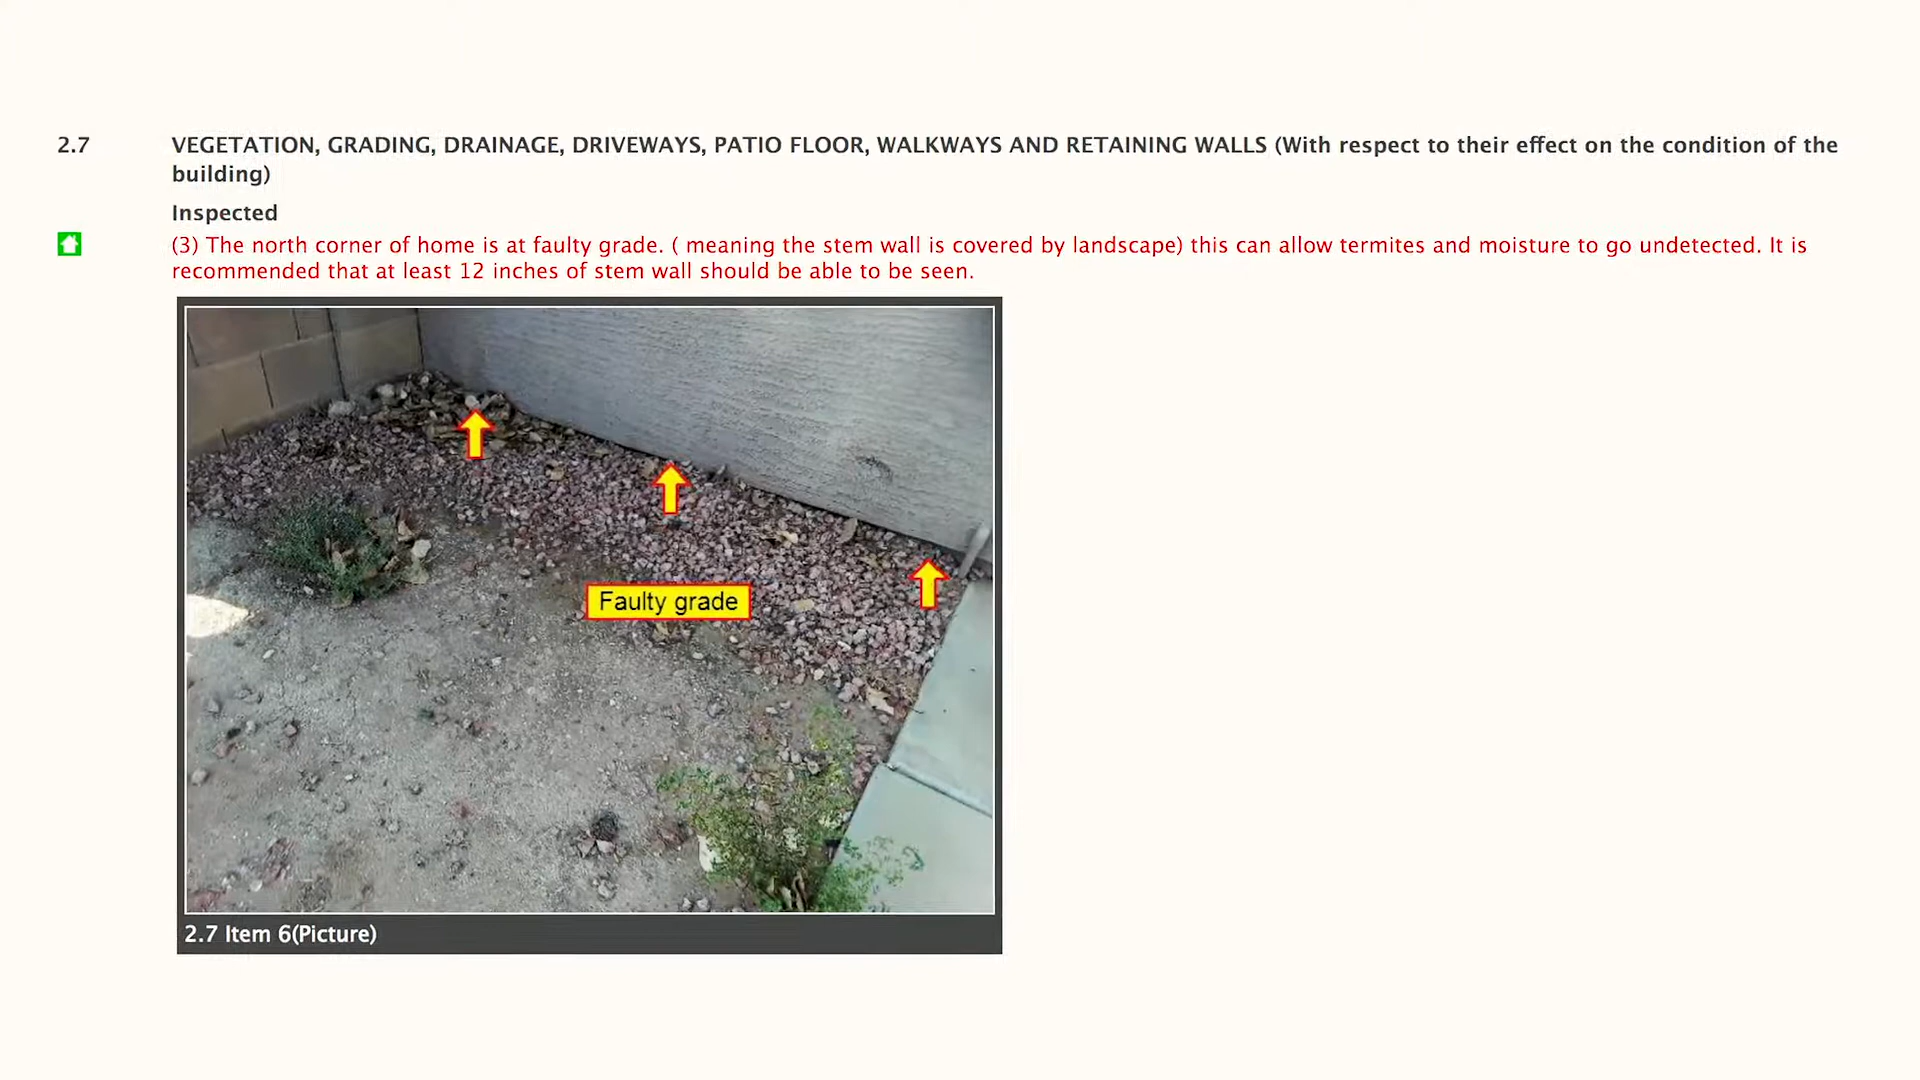 2.7 VEGETATION, GRADING, DRAINAGE, DRIVEWAYS, PATIO FLOOR, WALKWAYS AND RETAINING WALLS (With respect to their effect on the condition of the
building)
Inspected
(3) The north corner of home is at faulty grade. ( meaning the stem wall is covered by landscape) this can allow termites and moisture to go undetected. It is
recommended that at least 12 inches of stem wall should be able to be seen.
Faulty grade
2.7 Item 6(Picture)